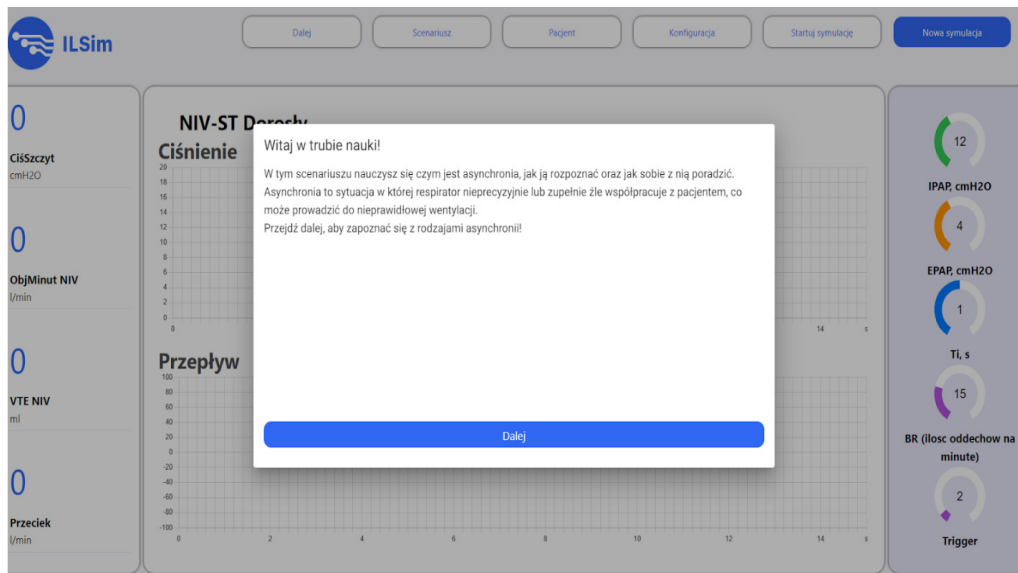 ILSim
Dalej
Scenariusz
Pacjent
Konfiguracja
Startuj symulację
Nowa symulacja
0
CiśSzczyt
cmH2O
0
ObjMinut NIV
l/min
0
VTE NIV
ml
0
Przeciek
l/min
NIV-ST Dorosły
Ciśnienie
20
18
16
14
12
10
8
6
4
2
0
0
14
s
Przepływ
100
80
60
40
20
0
-20
-40
-60
-80
-100
0
2
4
6
8
10
12
14
s
Witaj w trubie nauki!
W tym scenariuszu nauczysz się czym jest asynchronia, jak ją rozpoznać oraz jak sobie z nią poradzić.
Asynchronia to sytuacja w której respirator nieprecyzyjnie lub zupełnie źle współpracuje z pacjentem, co
może prowadzić do nieprawidłowej wentylacji.
Przejdź dalej, aby zapoznać się z rodzajami asynchronii!
Dalej
12
IPAP, cmH2O
4
EPAP, cmH2O
1
Ti, s
15
BR (ilosc oddechow na
minute)
2
Trigger